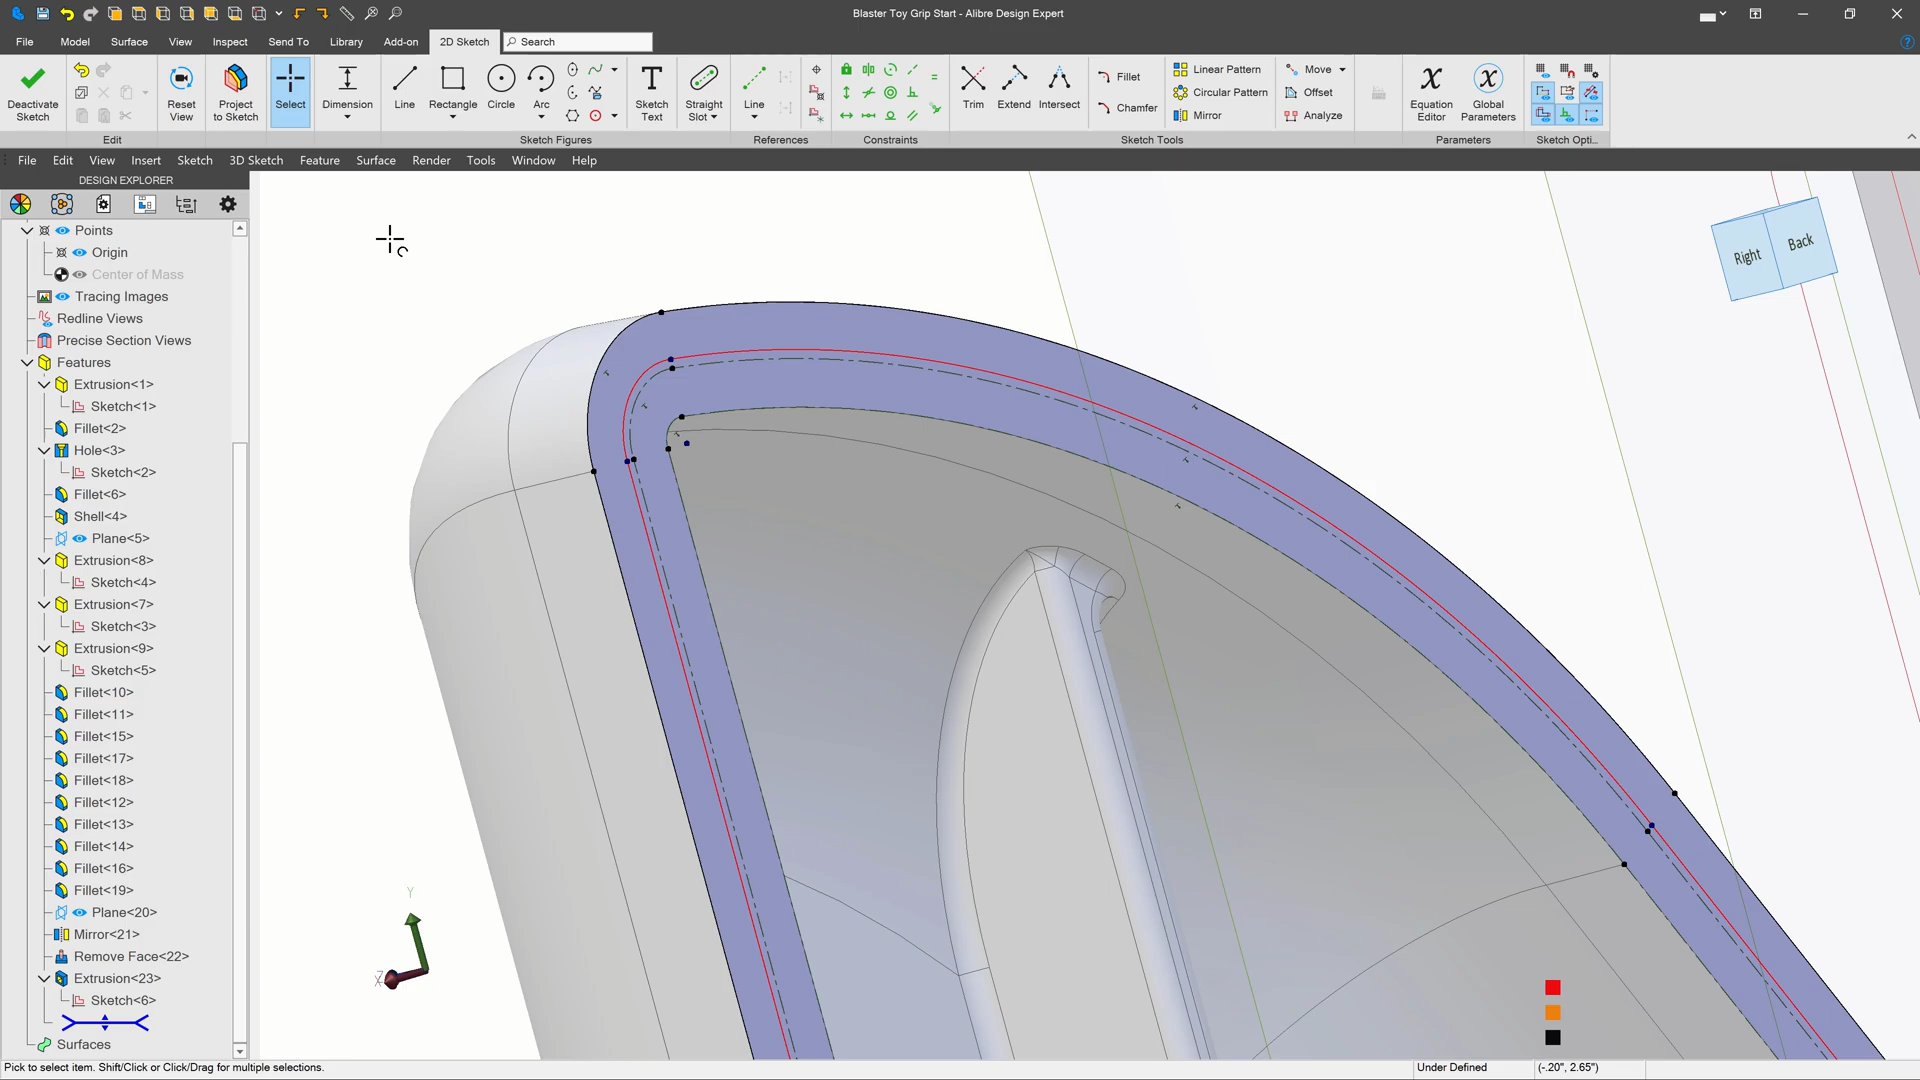 Blaster Toy Grip Start - Alibre Design Expert
File Model Surface View Inspect Send To Library Add-on 2D Sketch Search
Deactivate Sketch
Reset View
Project to Sketch
Select
Dimension
Line
Rectangle
Circle
Arc
Sketch Text
Straight Slot
Line
Trim
Extend
Intersect
Fillet
Chamfer
Linear Pattern
Circular Pattern
Mirror
Move
Offset
Analyze
Equation Editor
Global Parameters
Edit Sketch Figures References Constraints Sketch Tools Parameters Sketch Opti...
File Edit View Insert Sketch 3D Sketch Feature Surface Render Tools Window Help
DESIGN EXPLORER
Points
Origin
Center of Mass
Tracing Images
Redline Views
Precise Section Views
Features
Extrusion<1>
Sketch<1>
Fillet<2>
Hole<3>
Sketch<2>
Fillet<6>
Shell<4>
Plane<5>
Extrusion<8>
Sketch<4>
Extrusion<7>
Sketch<3>
Extrusion<9>
Sketch<5>
Fillet<10>
Fillet<11>
Fillet<15>
Fillet<17>
Fillet<18>
Fillet<12>
Fillet<13>
Fillet<14>
Fillet<16>
Fillet<19>
Plane<20>
Mirror<21>
Remove Face<22>
Extrusion<23>
Sketch<6>
Surfaces
Right Back
Y
Z
X
Pick to select item. Shift/Click or Click/Drag for multiple selections.
Under Defined
(-.20", 2.65")